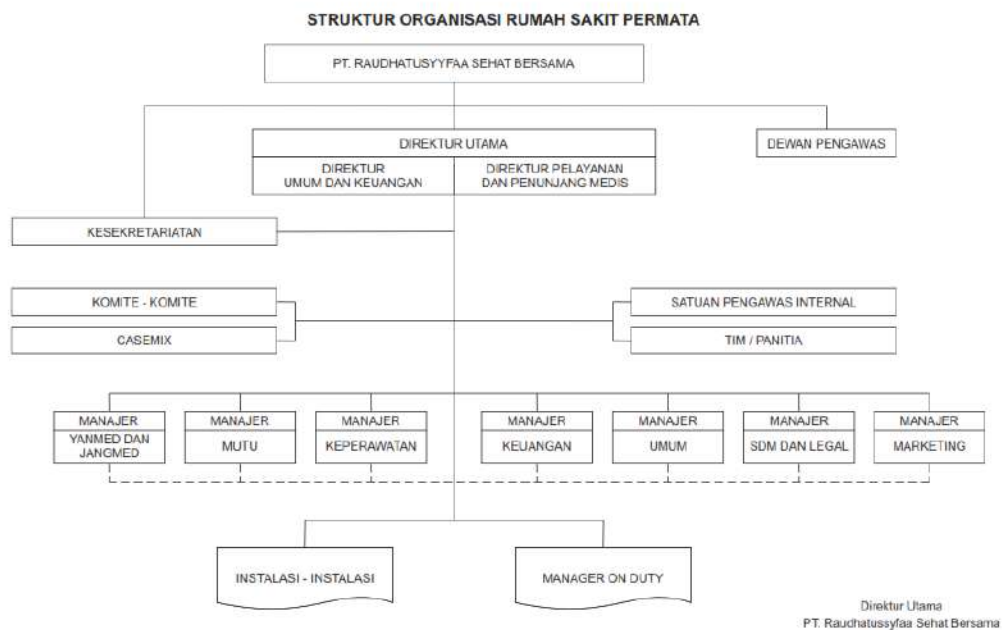 STRUKTUR ORGANISASI RUMAH SAKIT PERMATA
PT. RAUDHATUSYYFAA SEHAT BERSAMA
DIREKTUR UTAMA
DEWAN PENGAWAS
DIREKTUR
UMUM DAN KEUANGAN
DIREKTUR PELAYANAN
DAN PENUNJANG MEDIS
KESEKRETARIATAN
KOMITE - KOMITE
SATUAN PENGAWAS INTERNAL
CASEMIX
TIM / PANITIA
MANAJER
YANMED DAN
JANGMED
MANAJER
MUTU
MANAJER
KEPERAWATAN
MANAJER
KEUANGAN
MANAJER
UMUM
MANAJER
SDM DAN LEGAL
MANAJER
MARKETING
INSTALASI - INSTALASI
MANAGER ON DUTY
Direktur Utama
PT. Raudhatussyfaa Sehat Bersama